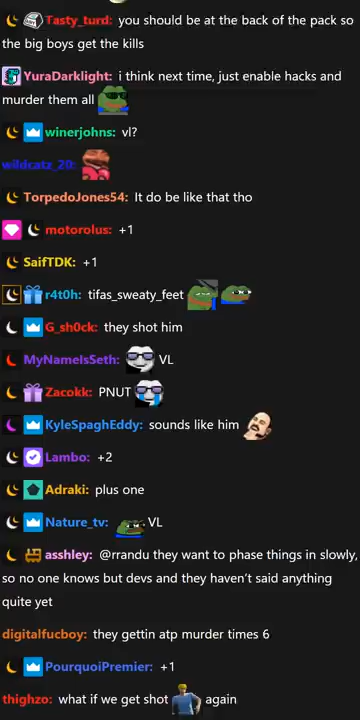 Tasty_turd: you should be at the back of the pack so
the big boys get the kills
YuraDarklight: i think next time, just enable hacks and
murder them all
winerjohns: vl?
wildcatz_20:
TorpedoJones54: It do be like that tho
motorolus: +1
SaifTDK: +1
r4t0h: tifas_sweaty_feet
G_sh0ck: they shot him
MyNameIsSeth: VL
Zacokk: PNUT
KyleSpaghEddy: sounds like him
Lambo: +2
Adraki: plus one
Nature_tv: VL
asshley: @rrandu they want to phase things in slowly,
so no one knows but devs and they haven't said anything
quite yet
digitalfucboy: they gettin atp murder times 6
PourquoiPremier: +1
thighzo: what if we get shot again